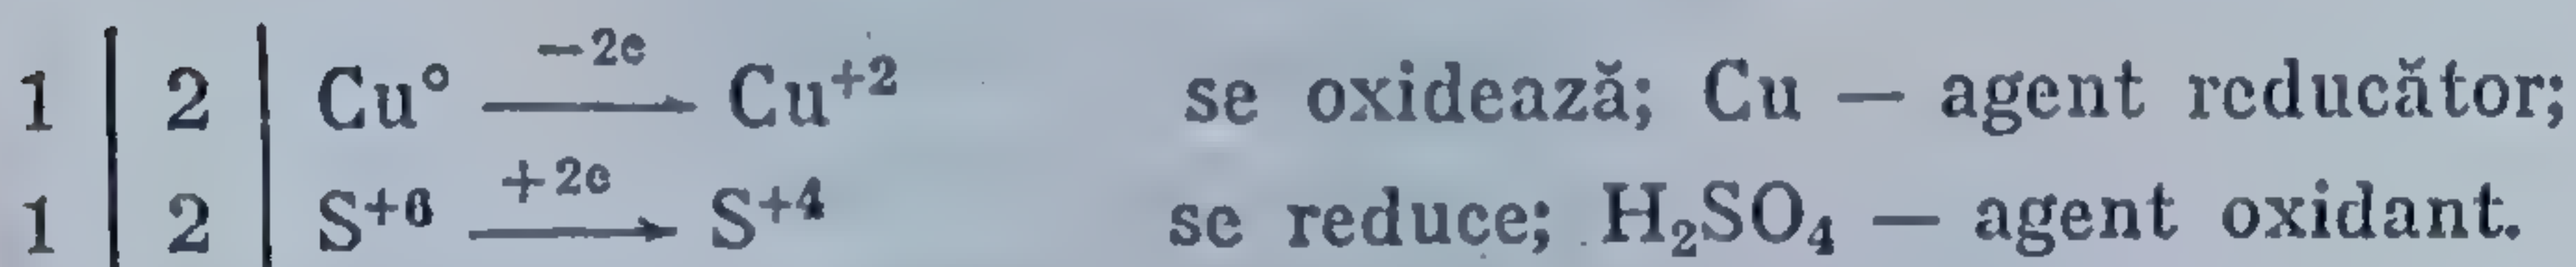 1 | 2 | Cu° —−2e→ Cu⁺² se oxidează; Cu — agent reducător;
1 | 2 | S⁺⁶ —+2e→ S⁺⁴ se reduce; H₂SO₄ — agent oxidant.